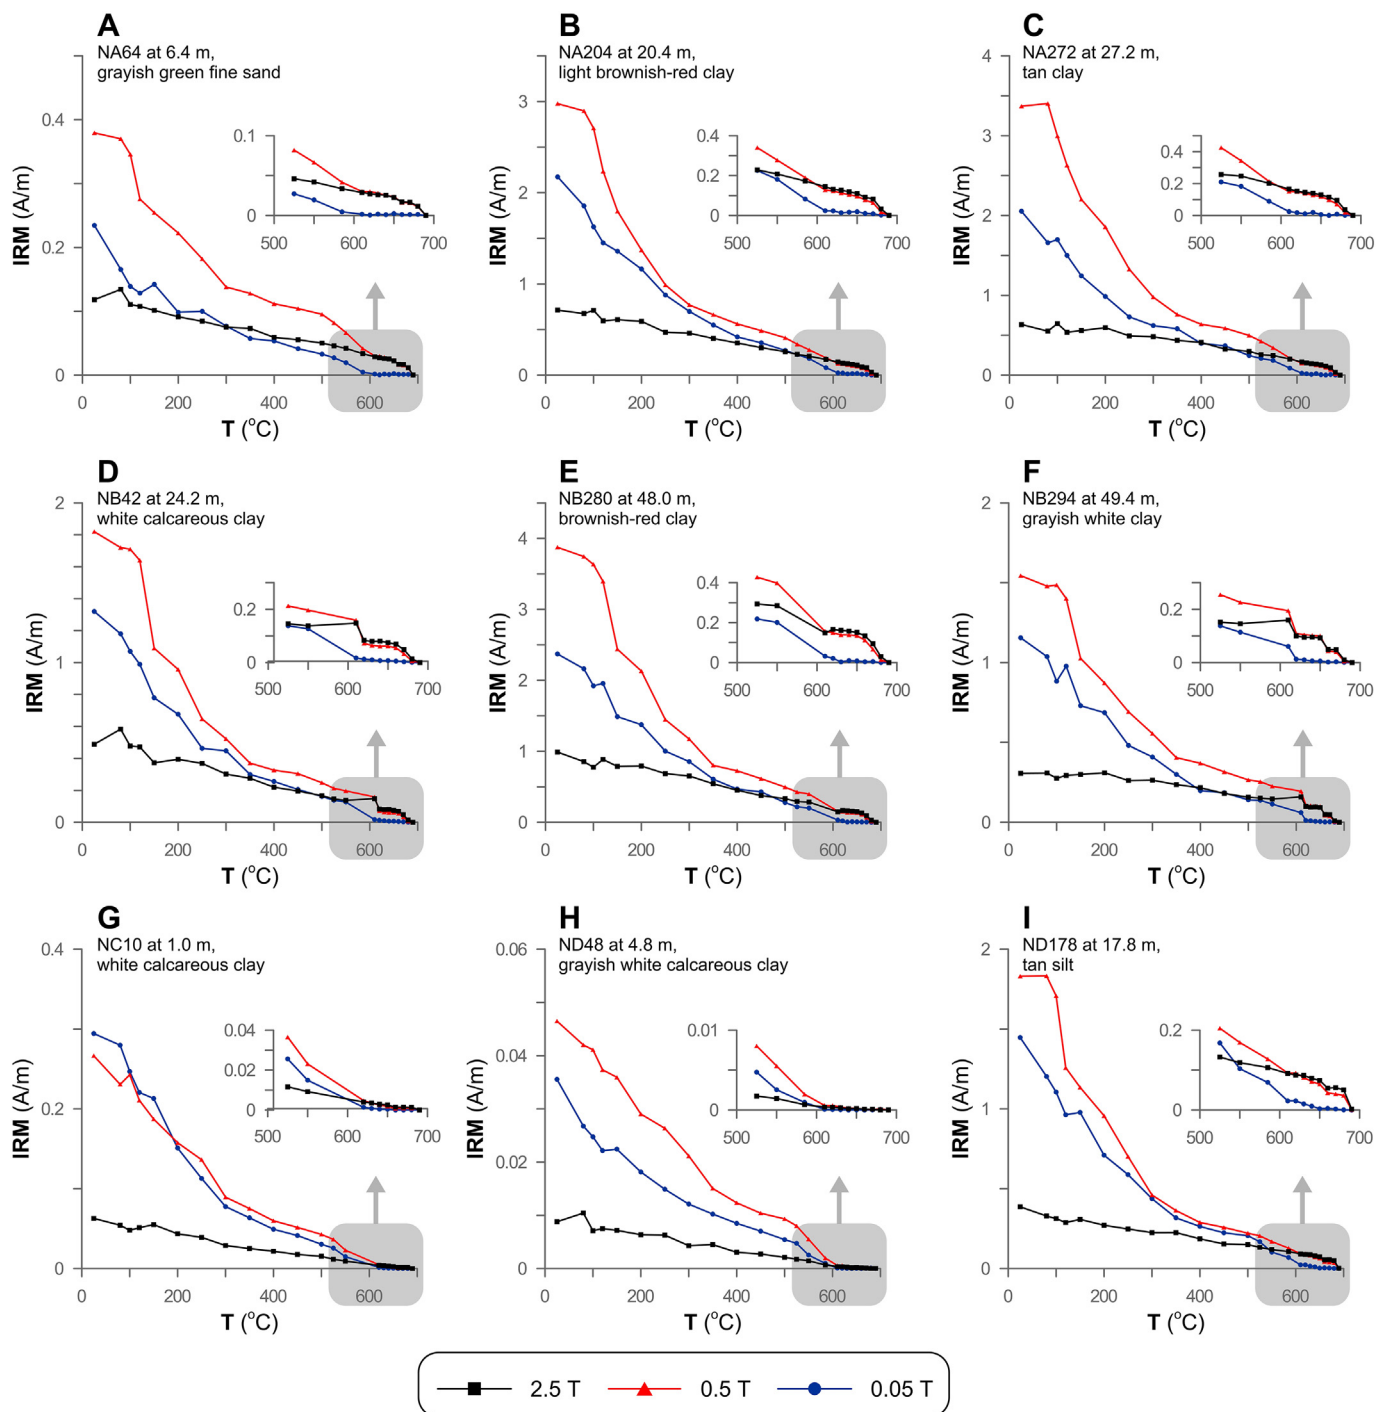 A
NA64 at 6.4 m,
grayish green fine sand
0.4
0.2
0
IRM (A/m)
0.1
0
500 600 700
0 200 400 600
T (°C)
B
NA204 at 20.4 m,
light brownish-red clay
3
2
1
0
IRM (A/m)
0.4
0.2
0
500 600 700
0 200 400 600
T (°C)
C
NA272 at 27.2 m,
tan clay
4
3
2
1
0
IRM (A/m)
0.4
0.2
0
500 600 700
0 200 400 600
T (°C)
D
NB42 at 24.2 m,
white calcareous clay
2
1
0
IRM (A/m)
0.2
0
500 600 700
0 200 400 600
T (°C)
E
NB280 at 48.0 m,
brownish-red clay
4
3
2
1
0
IRM (A/m)
0.4
0.2
0
500 600 700
0 200 400 600
T (°C)
F
NB294 at 49.4 m,
grayish white clay
2
1
0
IRM (A/m)
0.2
0
500 600 700
0 200 400 600
T (°C)
G
NC10 at 1.0 m,
white calcareous clay
0.4
0.2
0
IRM (A/m)
0.04
0.02
0
500 600 700
0 200 400 600
T (°C)
H
ND48 at 4.8 m,
grayish white calcareous clay
0.06
0.04
0.02
0
IRM (A/m)
0.01
0
500 600 700
0 200 400 600
T (°C)
I
ND178 at 17.8 m,
tan silt
2
1
0
IRM (A/m)
0.2
0
500 600 700
0 200 400 600
T (°C)
2.5 T 0.5 T 0.05 T